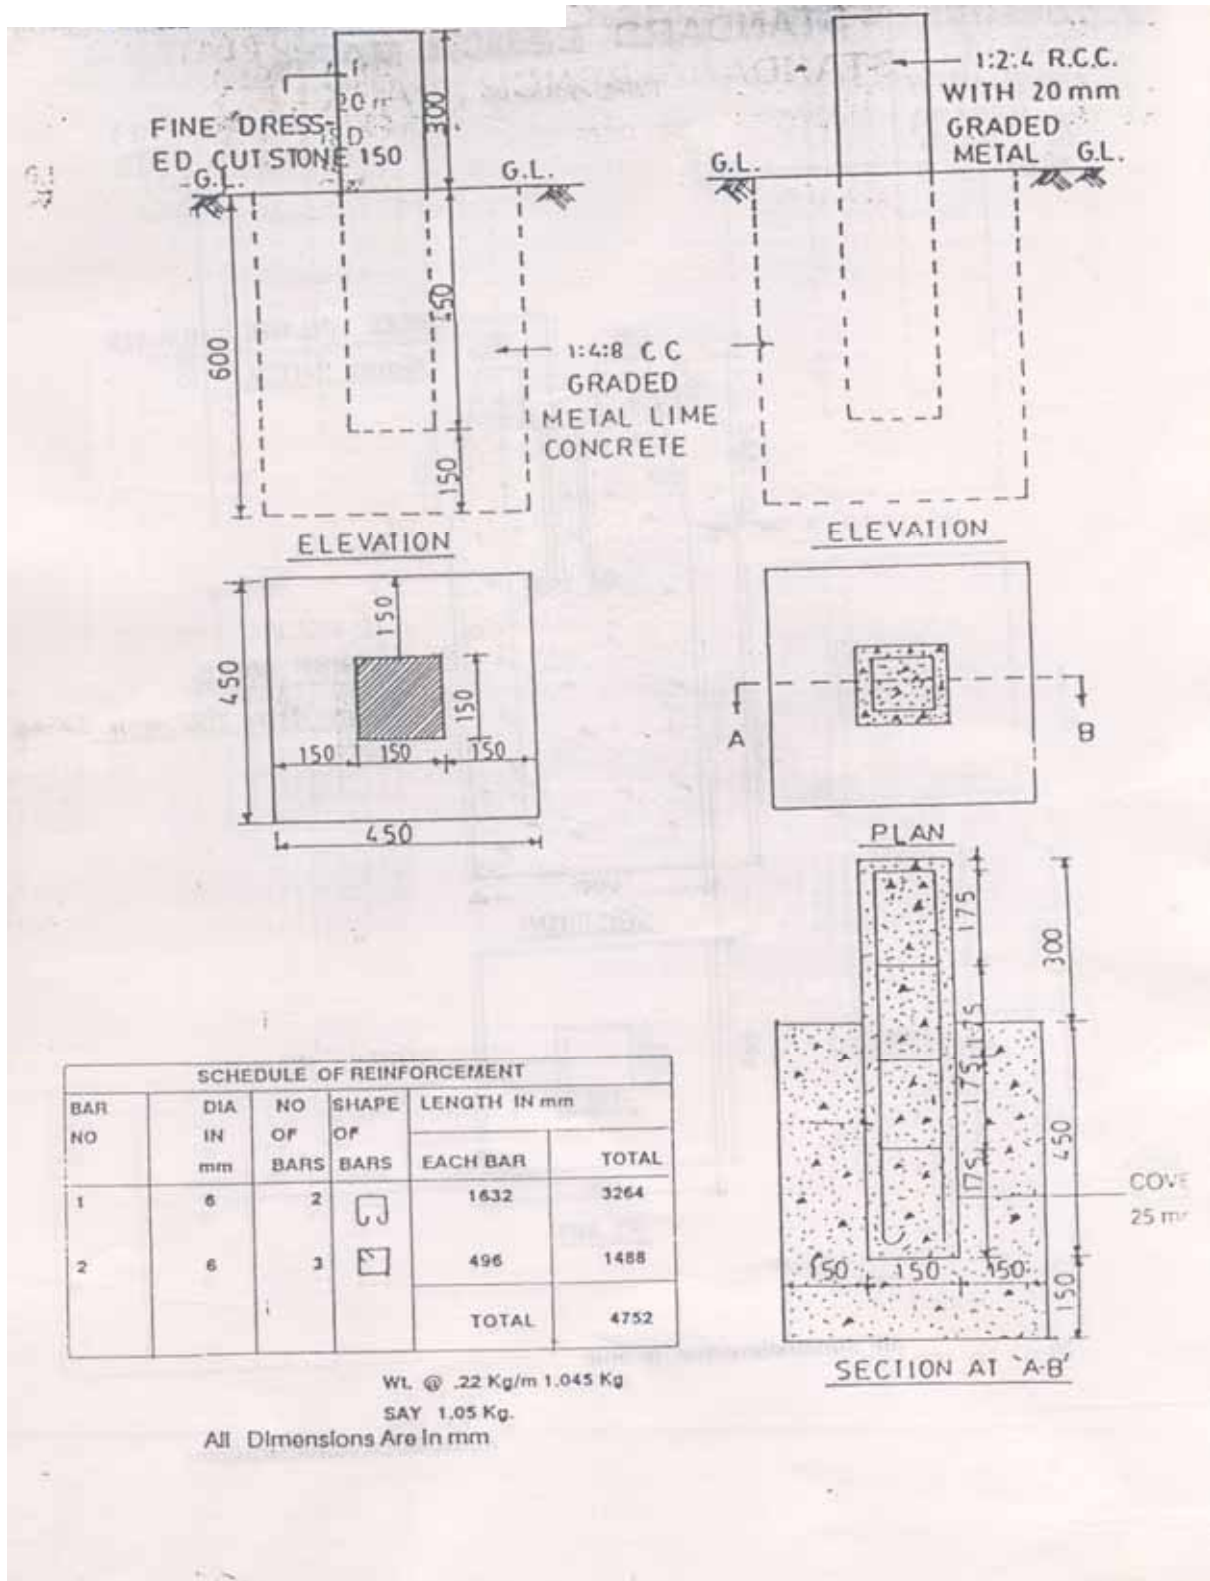 FINE DRESS-
ED CUT STONE 150
300
G.L.
G.L.
600
450
150
1:4:8 C C
GRADED
METAL LIME
CONCRETE
ELEVATION
1:2:4 R.C.C.
WITH 20 mm
GRADED
METAL
G.L.
G.L.
ELEVATION
450
150
150
150
150
150
450
A
B
PLAN
175
300
175
175
450
175
COVE
25 m
150
150
150
150
SECTION AT 'A-B'
SCHEDULE OF REINFORCEMENT
BAR NO
DIA IN mm
NO OF BARS
SHAPE OF BARS
LENGTH IN mm
EACH BAR
TOTAL
1 6 2 1632 3264
2 6 3 496 1488
TOTAL 4752
Wt. @ .22 Kg/m 1.045 Kg
SAY 1.05 Kg.
All Dimensions Are In mm